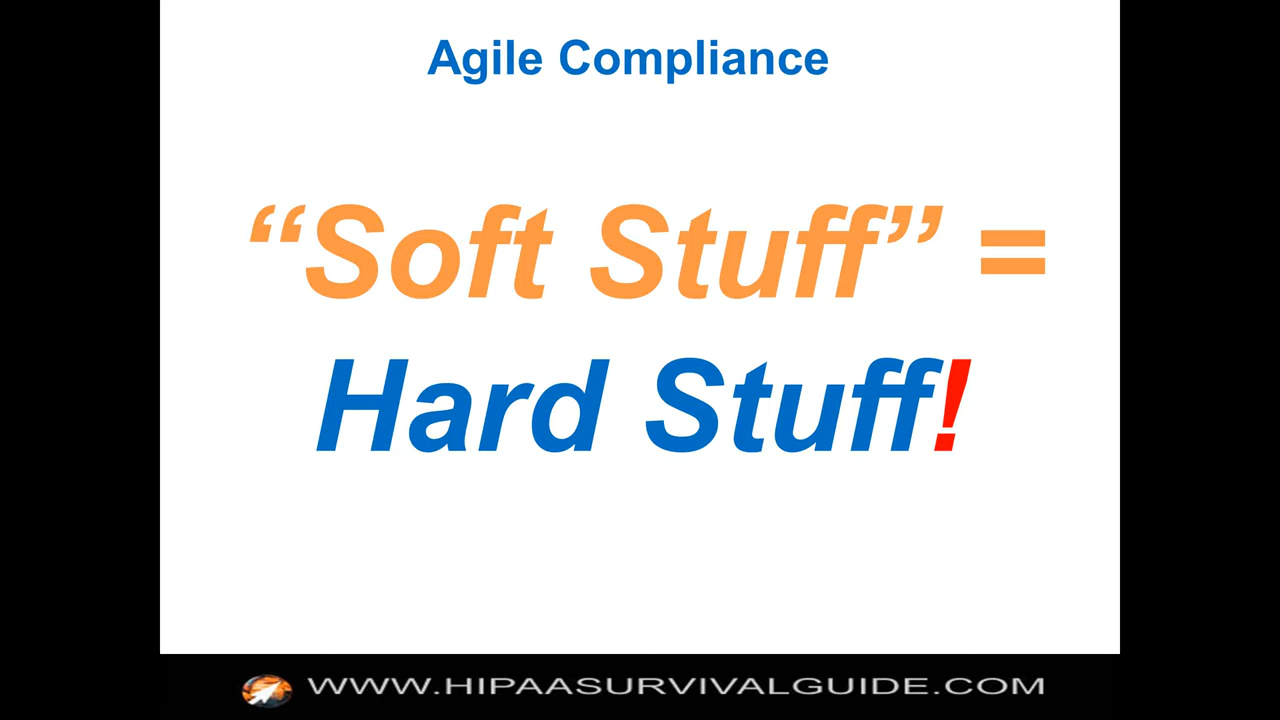 Agile Compliance
“Soft Stuff” =
Hard Stuff!
WWW.HIPAASURVIVALGUIDE.COM